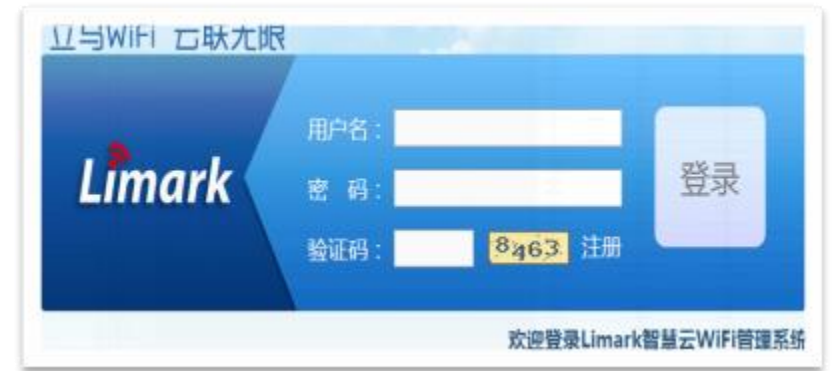 立马WiFi 云联无限
Limark
用户名：
密 码：
验证码： 8463 注册
登录
欢迎登录Limark智慧云WiFi管理系统